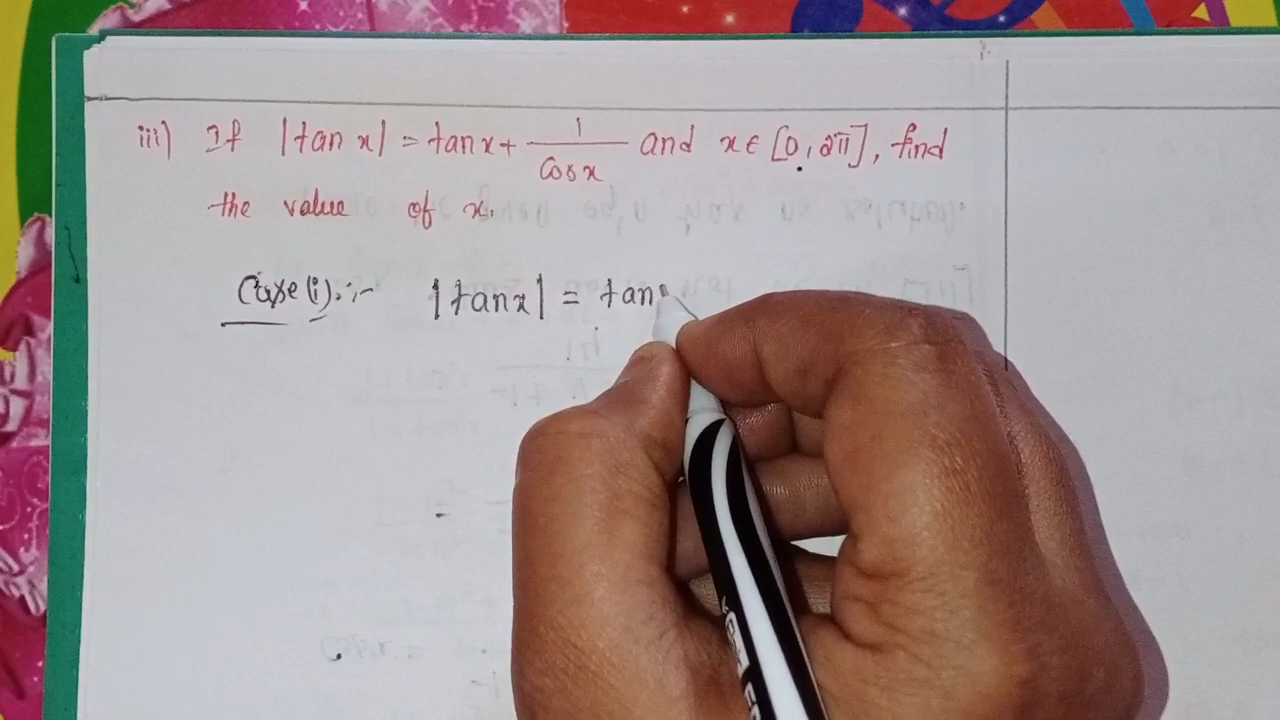 iii) If |tan x| = tan x + 1/cos x and x ∈ [0, 2π], find
the value of x.
Case (i) :- |tan x| = tan